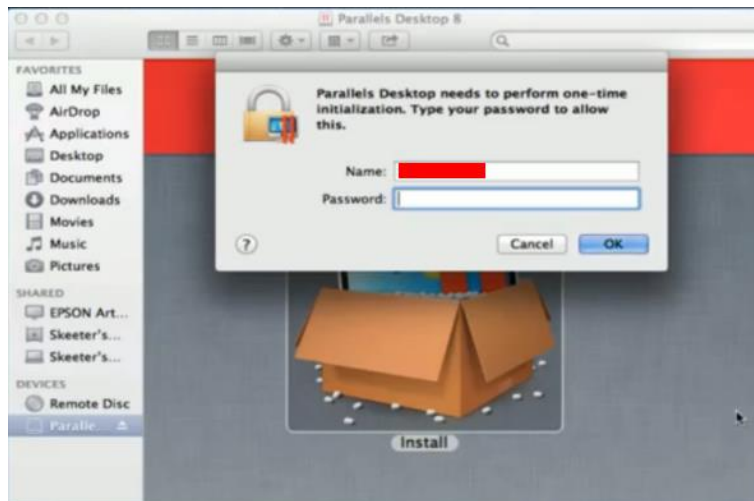 Parallels Desktop 8
FAVORITES
All My Files
AirDrop
Applications
Desktop
Documents
Downloads
Movies
Music
Pictures
SHARED
EPSON Art...
Skeeter's...
Skeeter's...
DEVICES
Remote Disc
Paralle...
Parallels Desktop needs to perform one-time
initialization. Type your password to allow
this.
Name:
Password:
?
Cancel
OK
Install